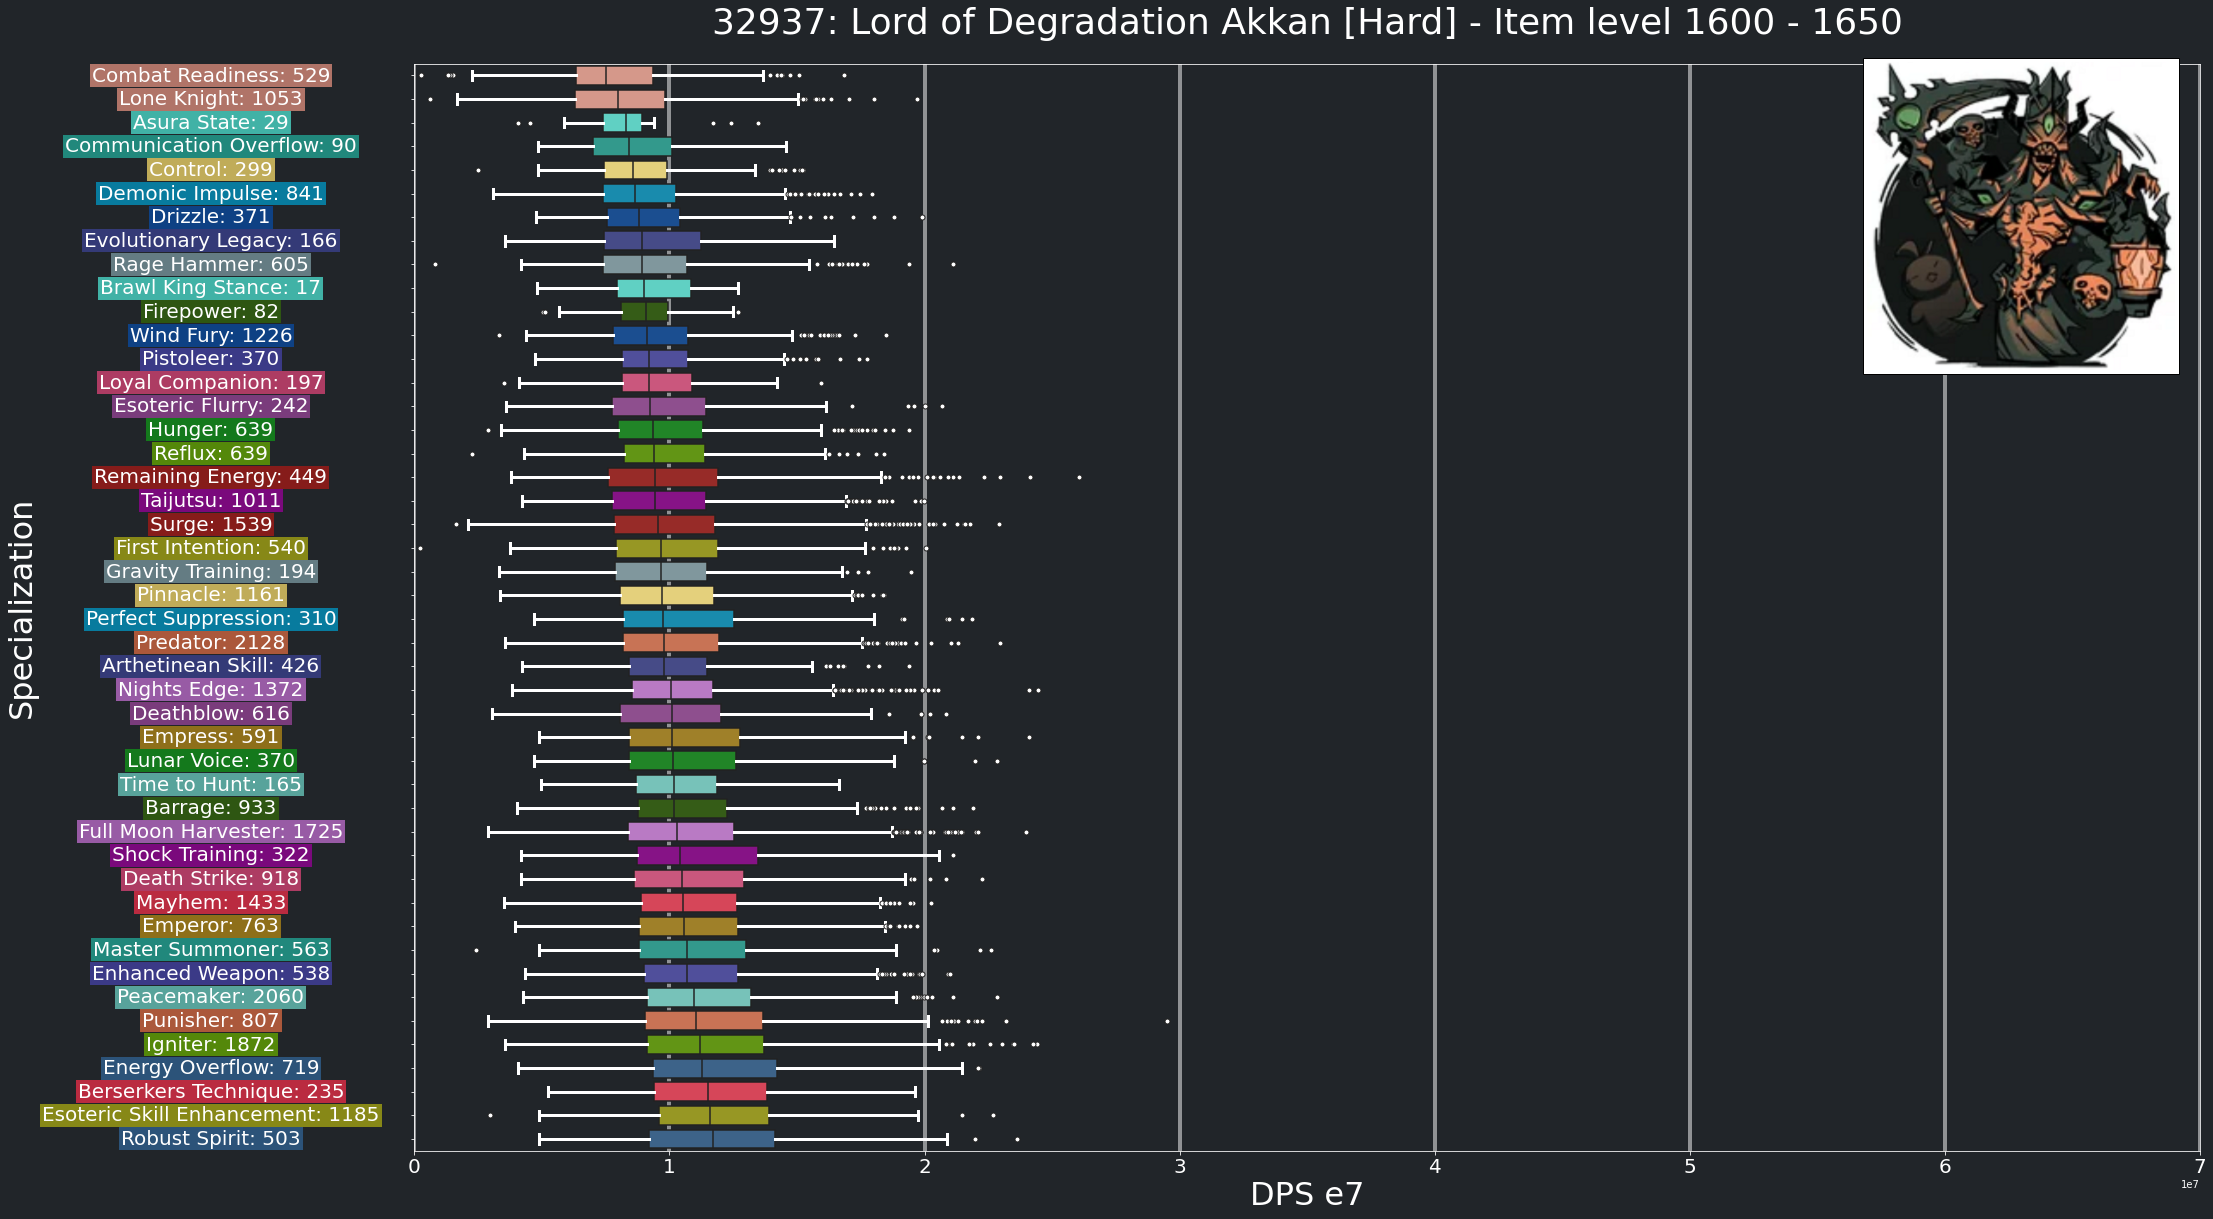 32937: Lord of Degradation Akkan [Hard] - Item level 1600 - 1650
Specialization
Combat Readiness: 529
Lone Knight: 1053
Asura State: 29
Communication Overflow: 90
Control: 299
Demonic Impulse: 841
Drizzle: 371
Evolutionary Legacy: 166
Rage Hammer: 605
Brawl King Stance: 17
Firepower: 82
Wind Fury: 1226
Pistoleer: 370
Loyal Companion: 197
Esoteric Flurry: 242
Hunger: 639
Reflux: 639
Remaining Energy: 449
Taijutsu: 1011
Surge: 1539
First Intention: 540
Gravity Training: 194
Pinnacle: 1161
Perfect Suppression: 310
Predator: 2128
Arthetinean Skill: 426
Nights Edge: 1372
Deathblow: 616
Empress: 591
Lunar Voice: 370
Time to Hunt: 165
Barrage: 933
Full Moon Harvester: 1725
Shock Training: 322
Death Strike: 918
Mayhem: 1433
Emperor: 763
Master Summoner: 563
Enhanced Weapon: 538
Peacemaker: 2060
Punisher: 807
Igniter: 1872
Energy Overflow: 719
Berserkers Technique: 235
Esoteric Skill Enhancement: 1185
Robust Spirit: 503
0 1 2 3 4 5 6 7
1e7
DPS e7